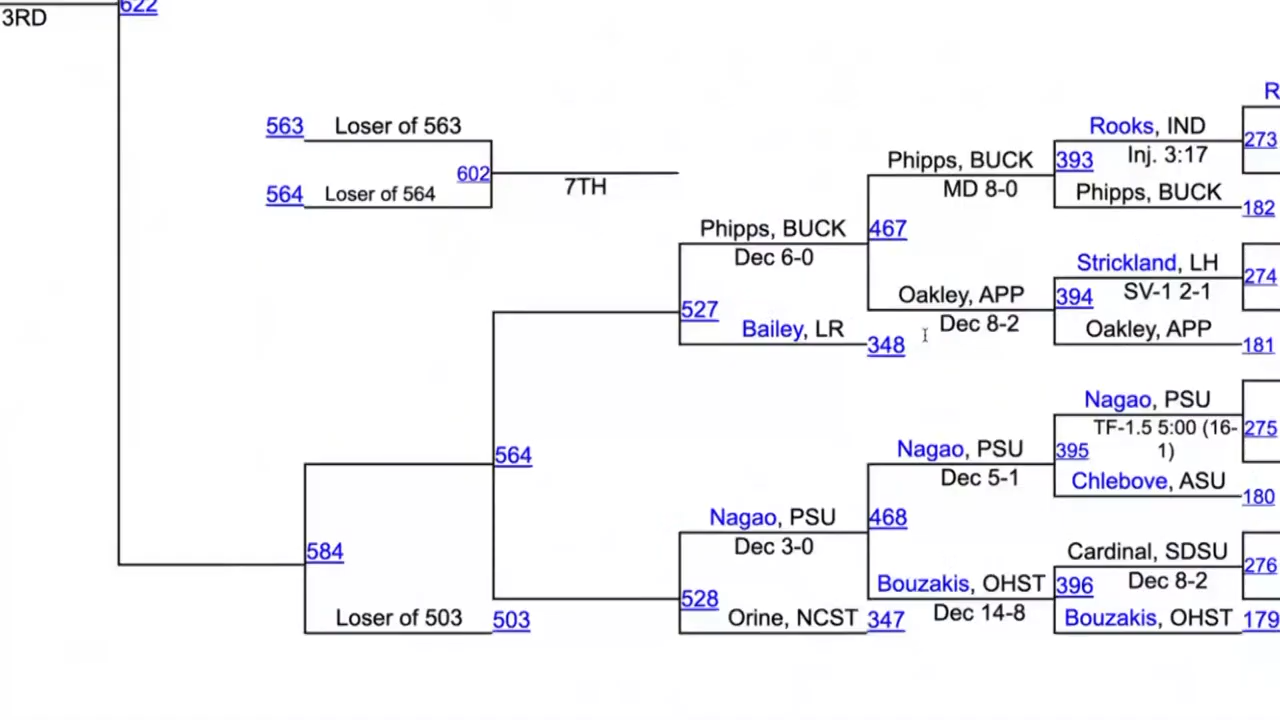 622
3RD
R
563 Loser of 563
Rooks, IND
273
Inj. 3:17
393
Phipps, BUCK
MD 8-0
602
7TH
564 Loser of 564
Phipps, BUCK
182
Phipps, BUCK
467
Dec 6-0
Strickland, LH
274
SV-1 2-1
394
Oakley, APP
Dec 8-2
527
Bailey, LR
348
Oakley, APP
181
Nagao, PSU
TF-1.5 5:00 (16-
1)
275
395
Nagao, PSU
Dec 5-1
564
Chlebove, ASU
180
Nagao, PSU
468
Dec 3-0
Cardinal, SDSU
276
Dec 8-2
584
Bouzakis, OHST
396
Dec 14-8
528
Loser of 503 503
Orine, NCST
347
Bouzakis, OHST
179